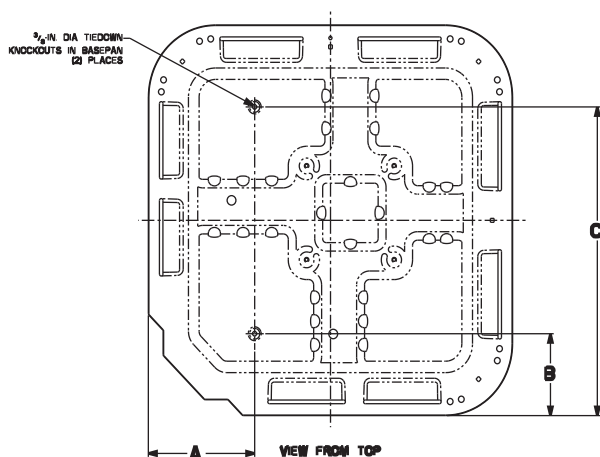 3/8-IN. DIA TIEDOWN
KNOCKOUTS IN BASEPAN
(2) PLACES
C
B
A
VIEW FROM TOP